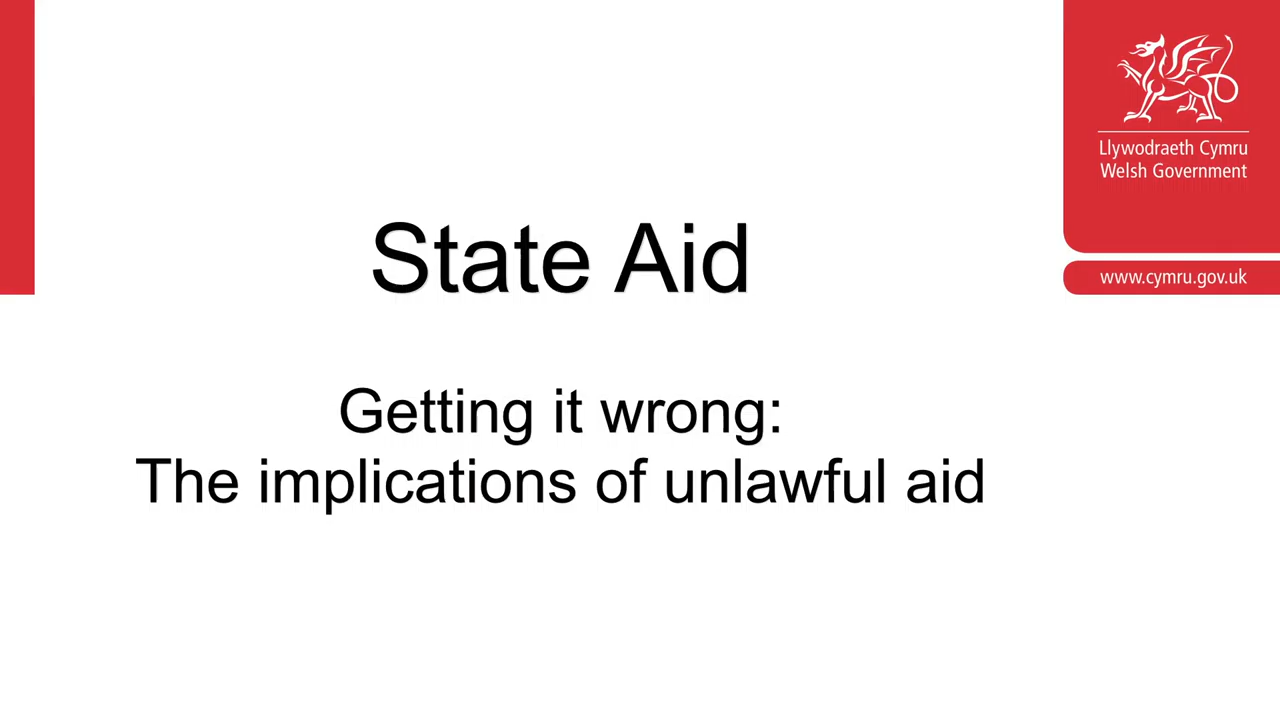 Llywodraeth Cymru
Welsh Government
www.cymru.gov.uk
State Aid
Getting it wrong:
The implications of unlawful aid